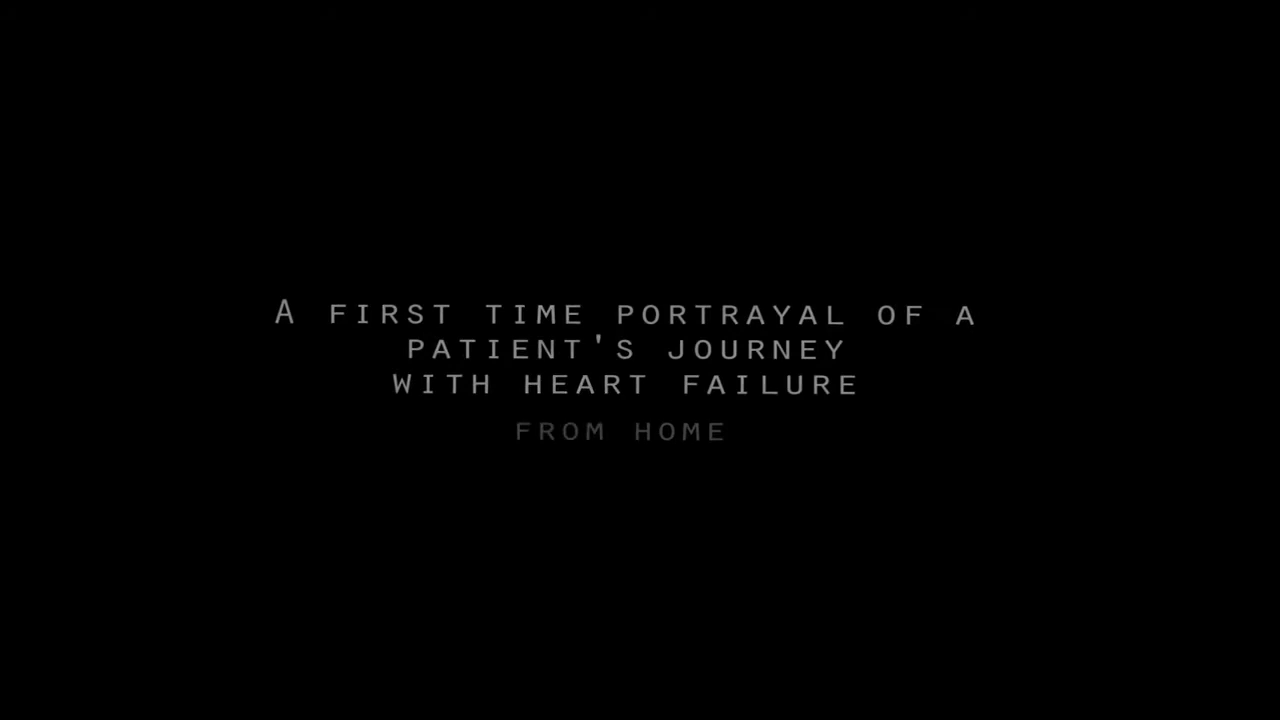 A FIRST TIME PORTRAYAL OF A
PATIENT'S JOURNEY
WITH HEART FAILURE
FROM HOME